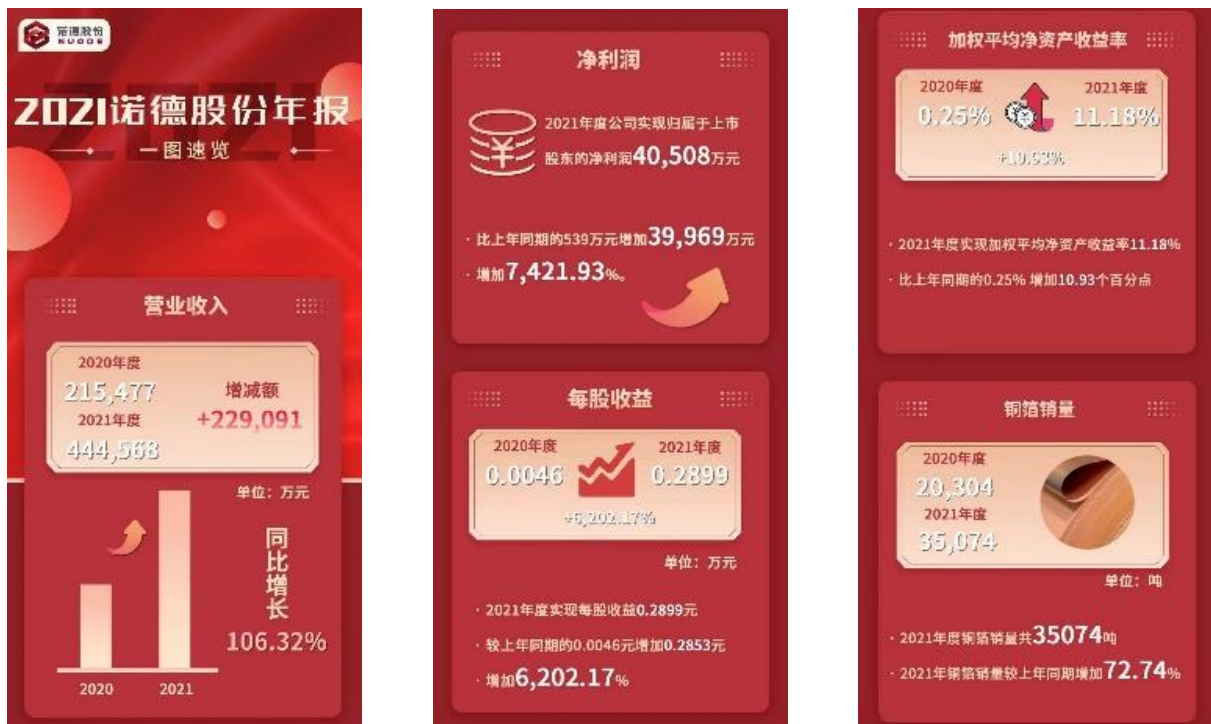 诺德股份
NUODE
2021诺德股份年报
一图速览
营业收入
2020年度
215,477
2021年度
444,568
增减额
+229,091
单位：万元
同比增长
106.32%
2020 2021
净利润
2021年度公司实现归属于上市
股东的净利润40,508万元
· 比上年同期的539万元增加39,969万元
· 增加7,421.93%。
每股收益
2020年度 2021年度
0.0046 0.2899
+6,202.17%
单位：万元
· 2021年度实现每股收益0.2899元
· 较上年同期的0.0046元增加0.2853元
· 增加6,202.17%
加权平均净资产收益率
2020年度 2021年度
0.25% 11.18%
+10.93%
· 2021年度实现加权平均净资产收益率11.18%
· 比上年同期的0.25% 增加10.93个百分点
铜箔销量
2020年度
20,304
2021年度
35,074
单位：吨
· 2021年度铜箔销量共35074吨
· 2021年铜箔销量较上年同期增加72.74%